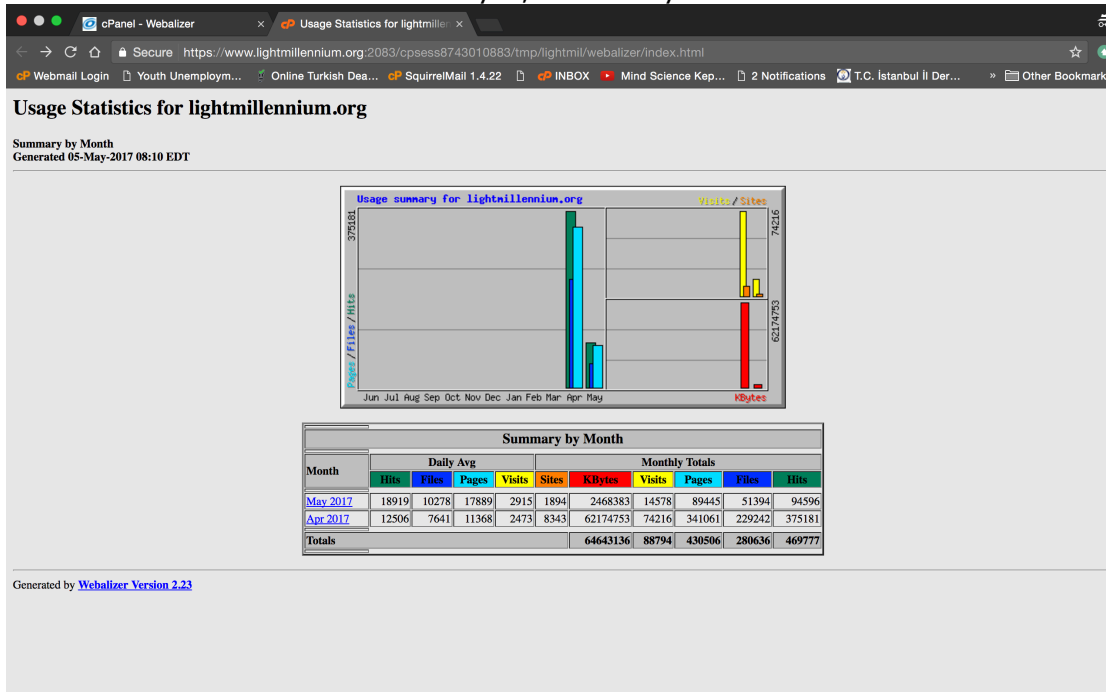 cPanel - Webalizer
Usage Statistics for lightmillen
Secure https://www.lightmillennium.org:2083/cpsess8743010883/tmp/lightmil/webalizer/index.html
cP Webmail Login Youth Unemploym... Online Turkish Dea... cP SquirrelMail 1.4.22 cP INBOX Mind Science Kep... 2 Notifications T.C. İstanbul İl Der... » Other Bookmark
Usage Statistics for lightmillennium.org
Summary by Month
Generated 05-May-2017 08:10 EDT
Usage summary for lightmillennium.org
Visits / Sites
375181
74216
Pages / Files / Hits
62174753
Jun Jul Aug Sep Oct Nov Dec Jan Feb Mar Apr May
KBytes
Summary by Month
Month Daily Avg Monthly Totals
Hits Files Pages Visits Sites KBytes Visits Pages Files Hits
May 2017 18919 10278 17889 2915 1894 2468383 14578 89445 51394 94596
Apr 2017 12506 7641 11368 2473 8343 62174753 74216 341061 229242 375181
Totals 64643136 88794 430506 280636 469777
Generated by Webalizer Version 2.23